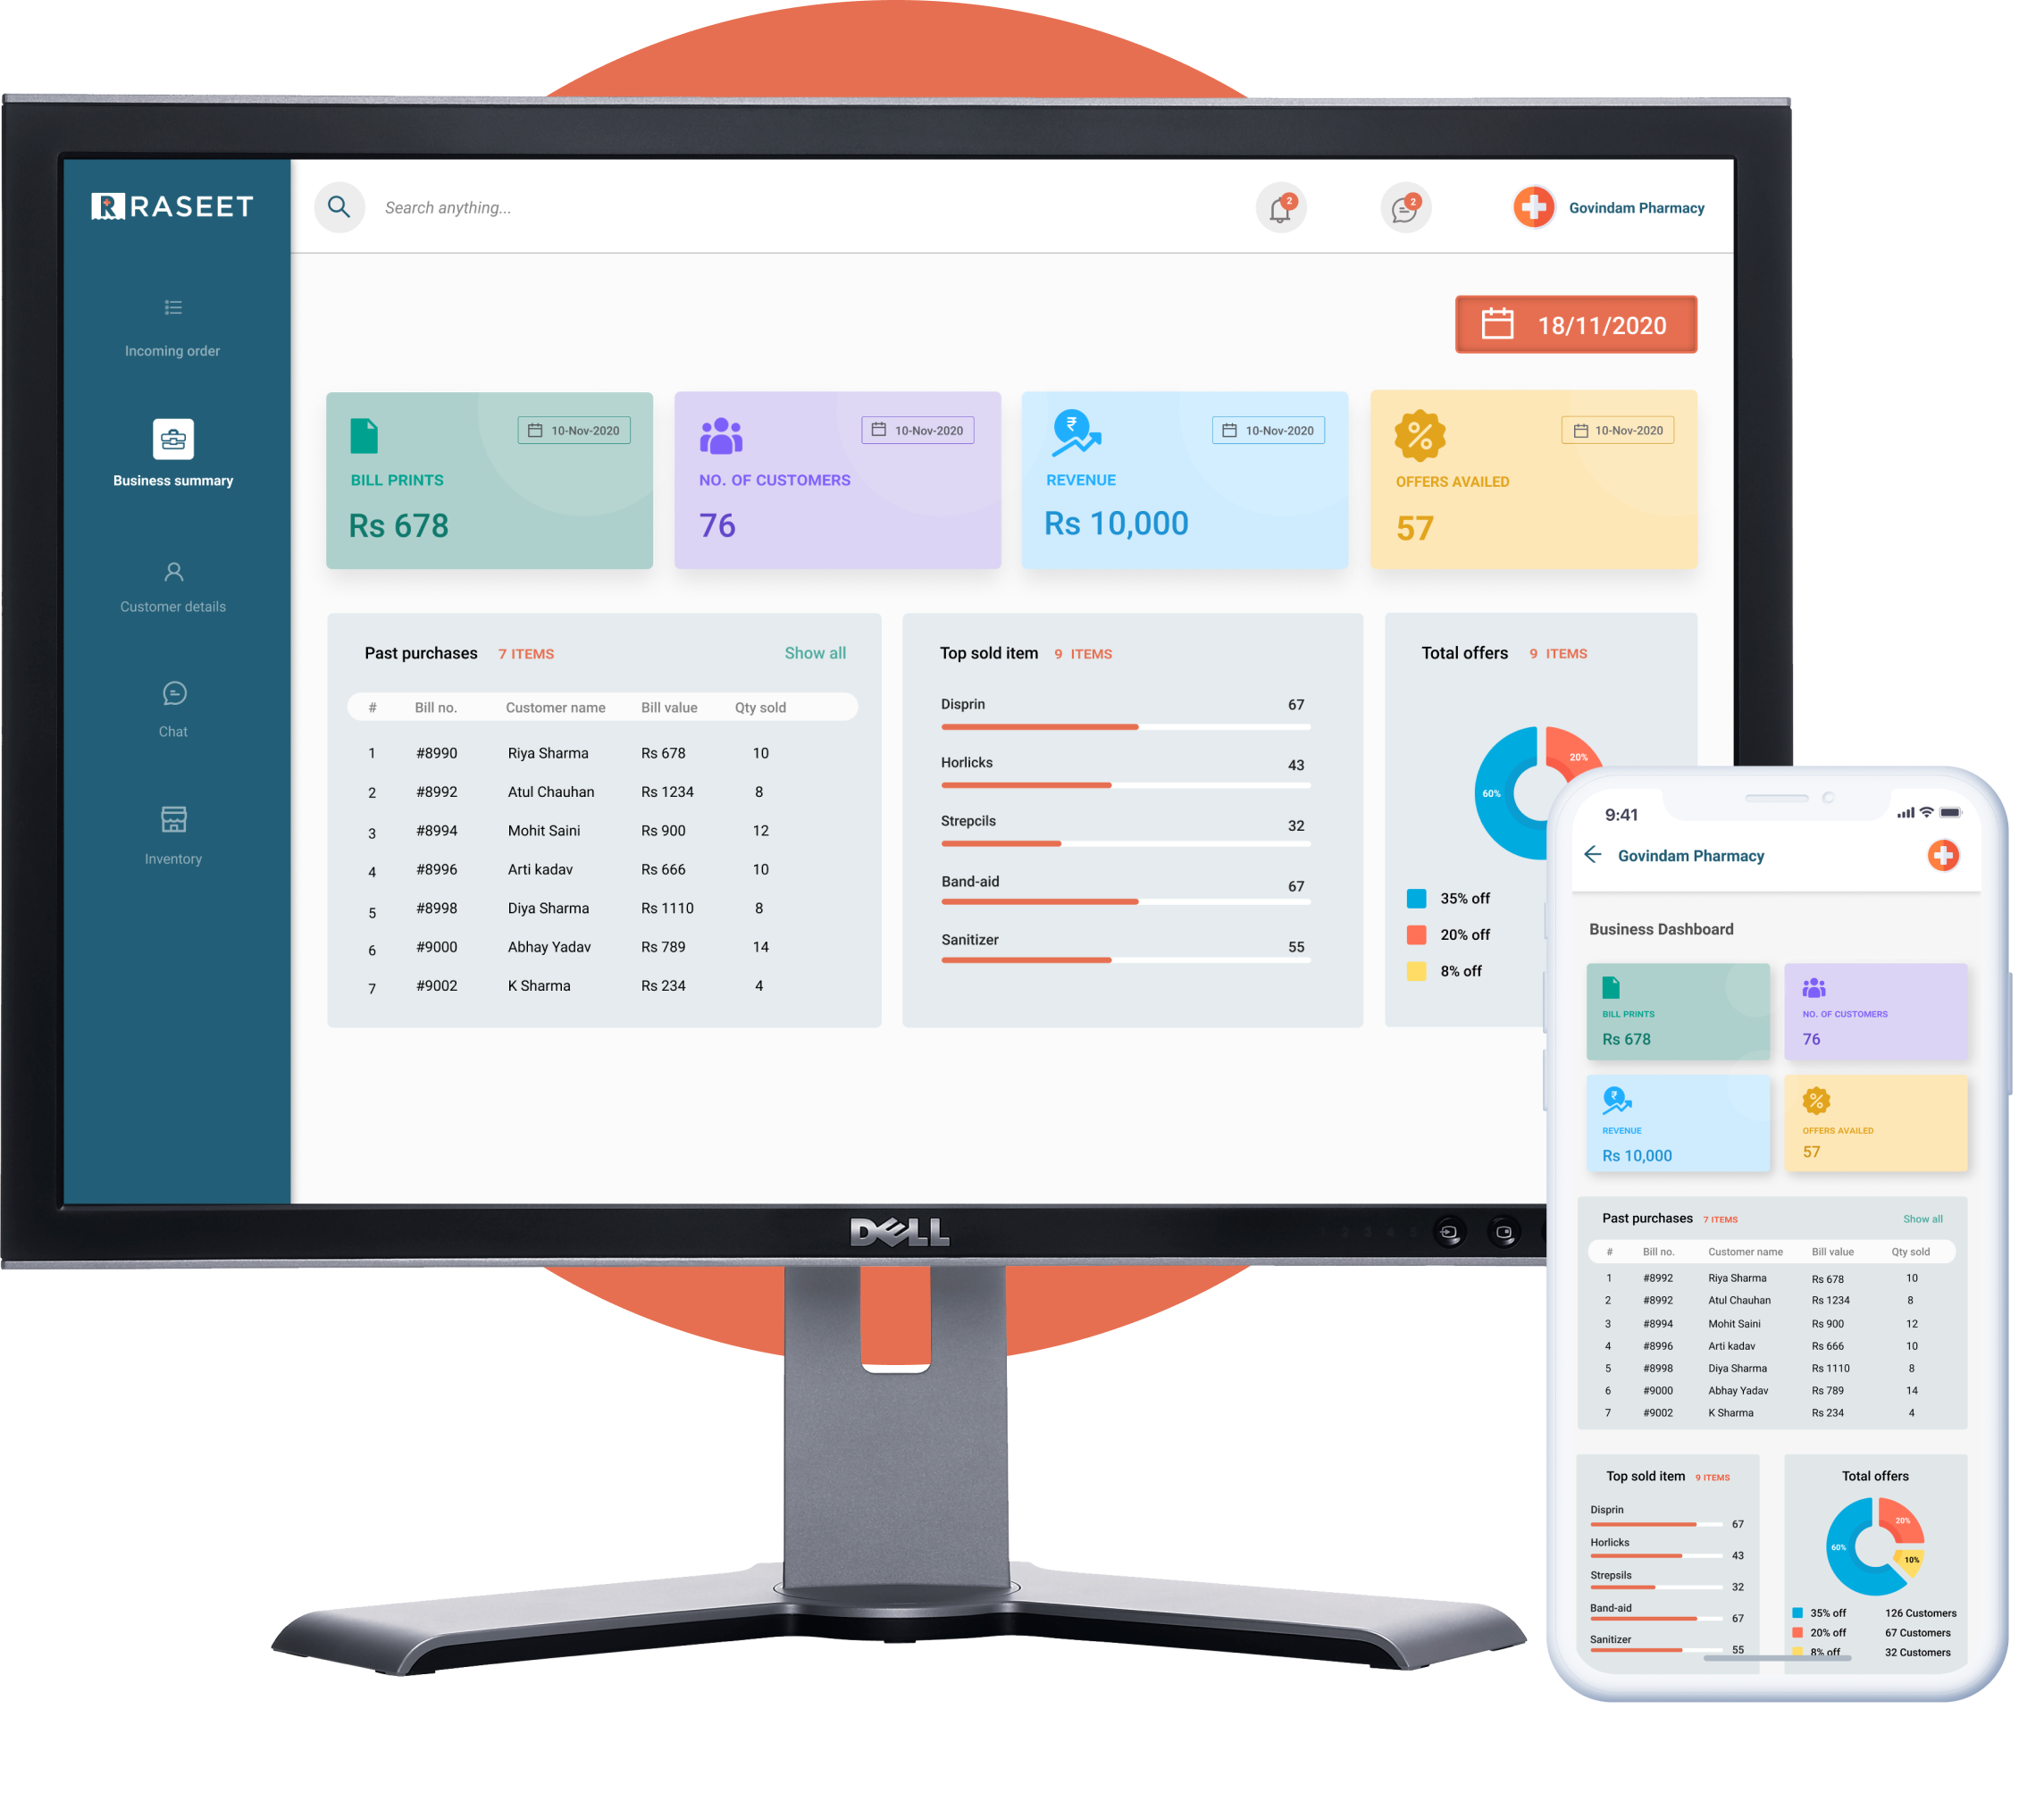 RASEET
Search anything...
2
2
Govindam Pharmacy
18/11/2020
Incoming order
Business summary
Customer details
Chat
Inventory
10-Nov-2020
BILL PRINTS
Rs 678
10-Nov-2020
NO. OF CUSTOMERS
76
10-Nov-2020
REVENUE
Rs 10,000
10-Nov-2020
OFFERS AVAILED
57
Past purchases 7 ITEMS Show all
# Bill no. Customer name Bill value Qty sold
1 #8990 Riya Sharma Rs 678 10
2 #8992 Atul Chauhan Rs 1234 8
3 #8994 Mohit Saini Rs 900 12
4 #8996 Arti kadav Rs 666 10
5 #8998 Diya Sharma Rs 1110 8
6 #9000 Abhay Yadav Rs 789 14
7 #9002 K Sharma Rs 234 4
Top sold item 9 ITEMS
Disprin 67
Horlicks 43
Strepcils 32
Band-aid 67
Sanitizer 55
Total offers 9 ITEMS
20%
60%
35% off
20% off
8% off
DELL
9:41
Govindam Pharmacy
Business Dashboard
BILL PRINTS
Rs 678
NO. OF CUSTOMERS
76
REVENUE
Rs 10,000
OFFERS AVAILED
57
Past purchases 7 ITEMS Show all
# Bill no. Customer name Bill value Qty sold
1 #8992 Riya Sharma Rs 678 10
2 #8992 Atul Chauhan Rs 1234 8
3 #8994 Mohit Saini Rs 900 12
4 #8996 Arti kadav Rs 666 10
5 #8998 Diya Sharma Rs 1110 8
6 #9000 Abhay Yadav Rs 789 14
7 #9002 K Sharma Rs 234 4
Top sold item 9 ITEMS
Disprin
67
Horlicks
43
Strepsils
32
Band-aid
67
Sanitizer
55
Total offers
20%
60%
10%
35% off 126 Customers
20% off 67 Customers
8% off 32 Customers